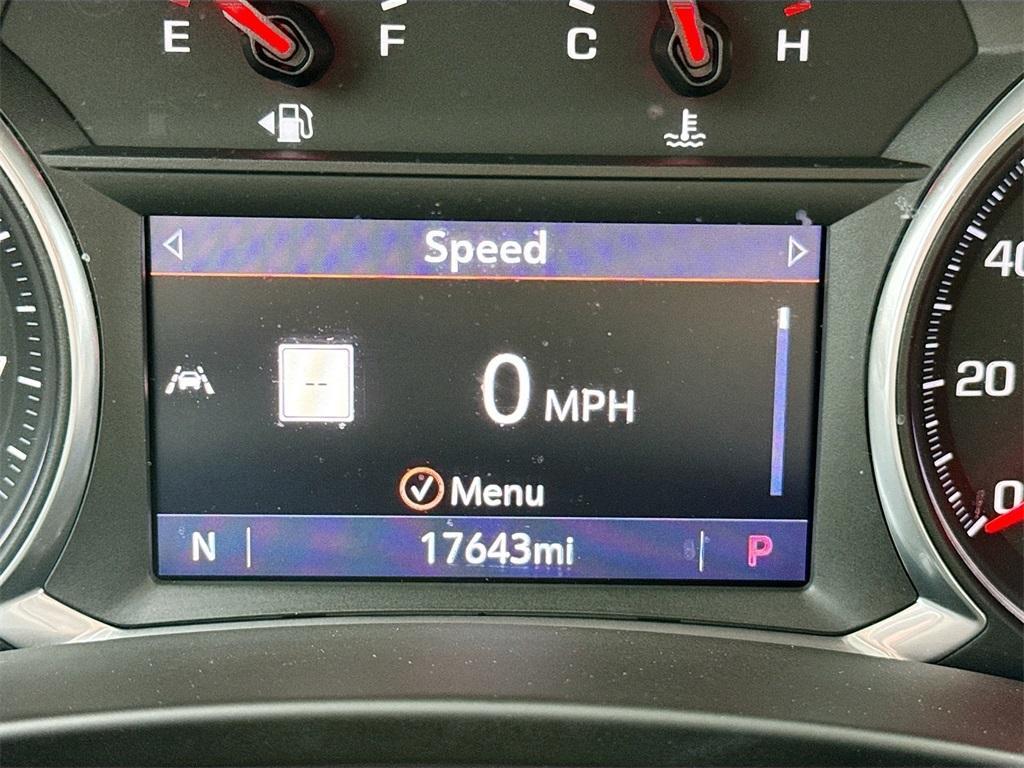 E F C H
Speed
40
--
0 MPH
20
Menu
0
N 17643mi P